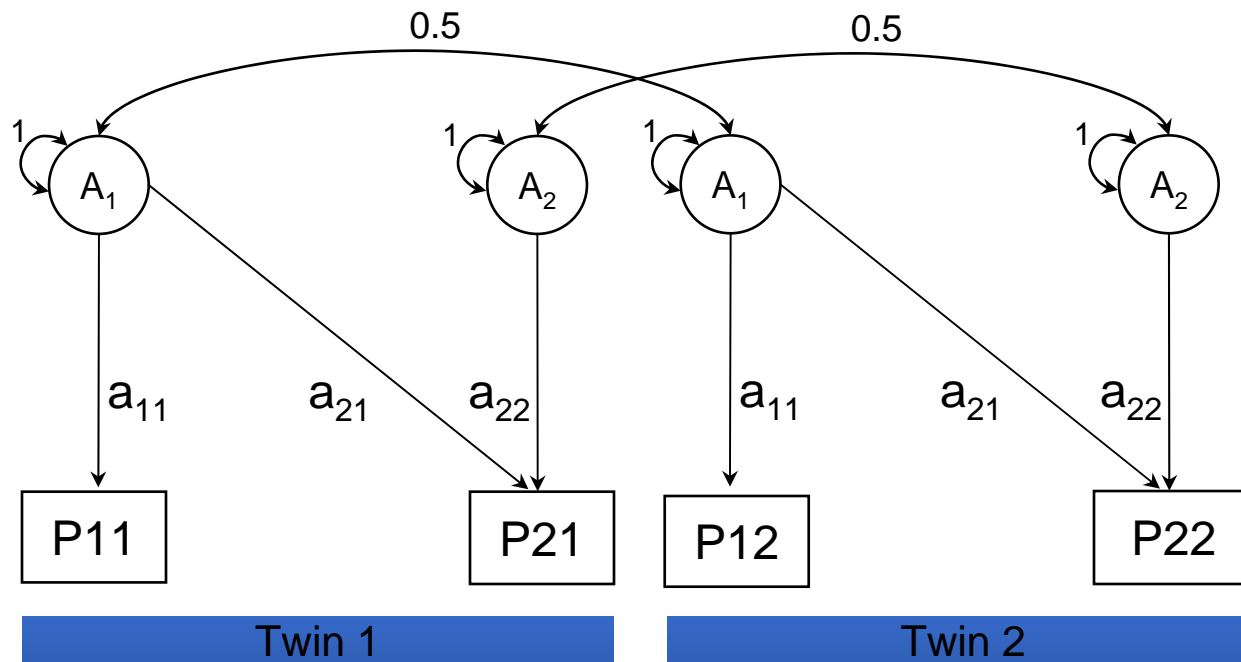 0.5 0.5
1 1 1 1
A₁ A₂ A₁ A₂
a₁₁ a₂₁ a₂₂ a₁₁ a₂₁ a₂₂
P11 P21 P12 P22
Twin 1 Twin 2